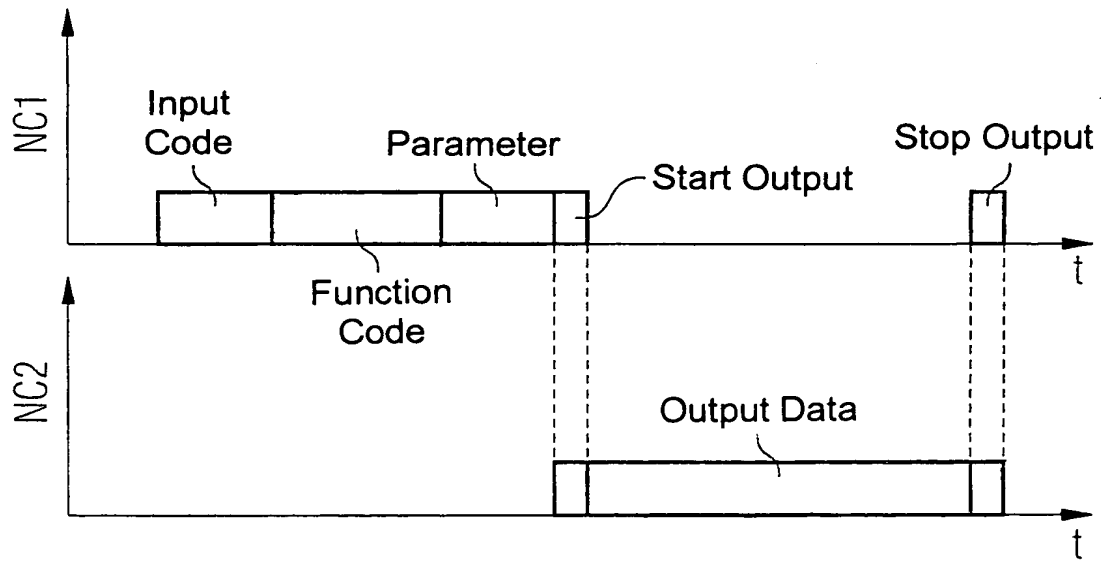 NC1
Input
Code
Parameter
Start Output
Stop Output
Function
Code
t
NC2
Output Data
t